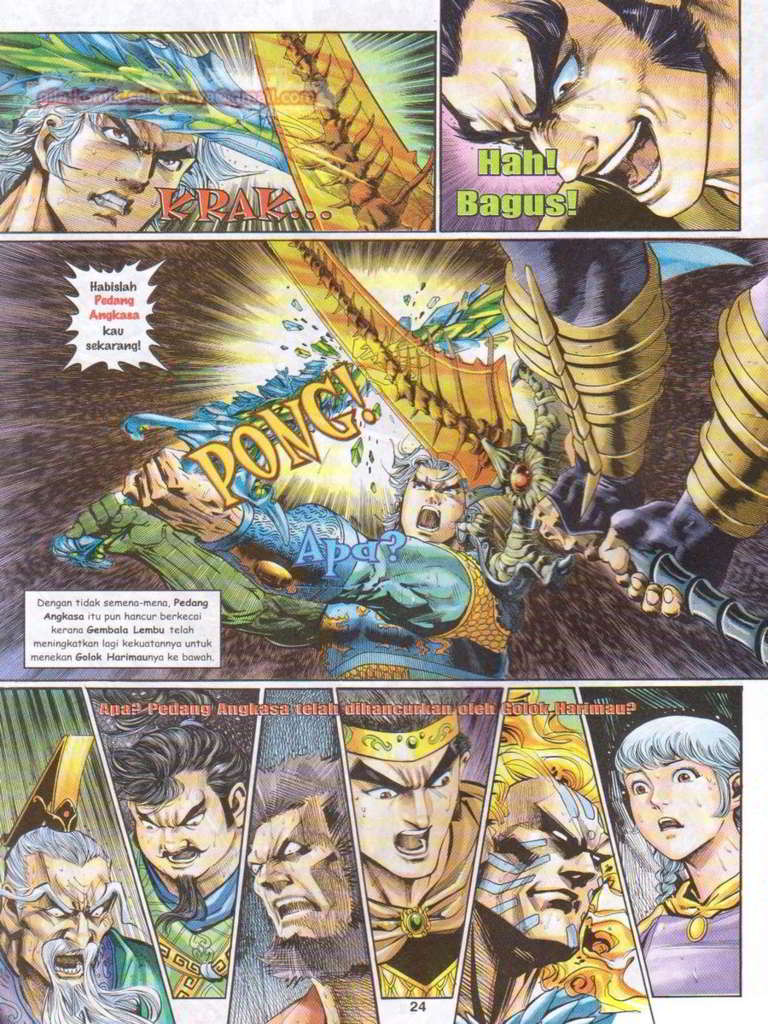 KRAK...
Hah!
Bagus!
Habislah
Pedang
Angkasa
kau
sekarang!
PONG!
Apa?
Dengan tidak semena-mena, Pedang
Angkasa itu pun hancur berkecai
kerana Gembala Lembu telah
meningkatkan lagi kekuatannya untuk
menekan Golok Harimaunya ke bawah.
Apa? Pedang Angkasa telah dihancurkan oleh Golok Harimau?
24